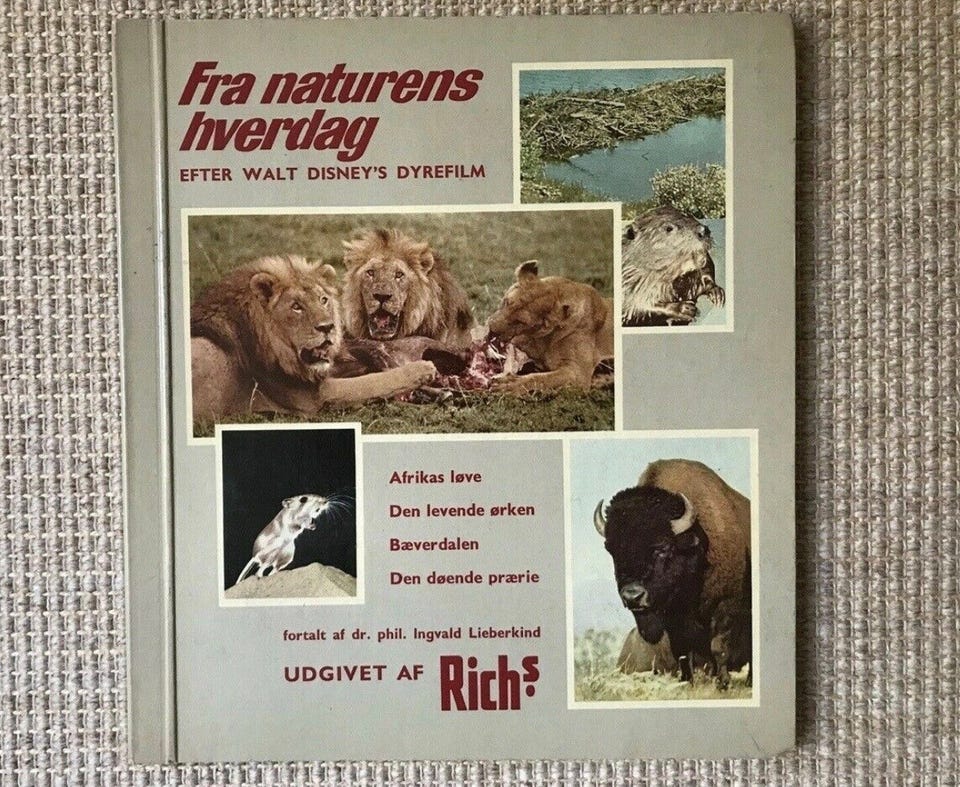 Fra naturens
hverdag
EFTER WALT DISNEY'S DYREFILM
Afrikas løve
Den levende ørken
Bæverdalen
Den døende prærie
fortalt af dr. phil. Ingvald Lieberkind
UDGIVET AF Richs